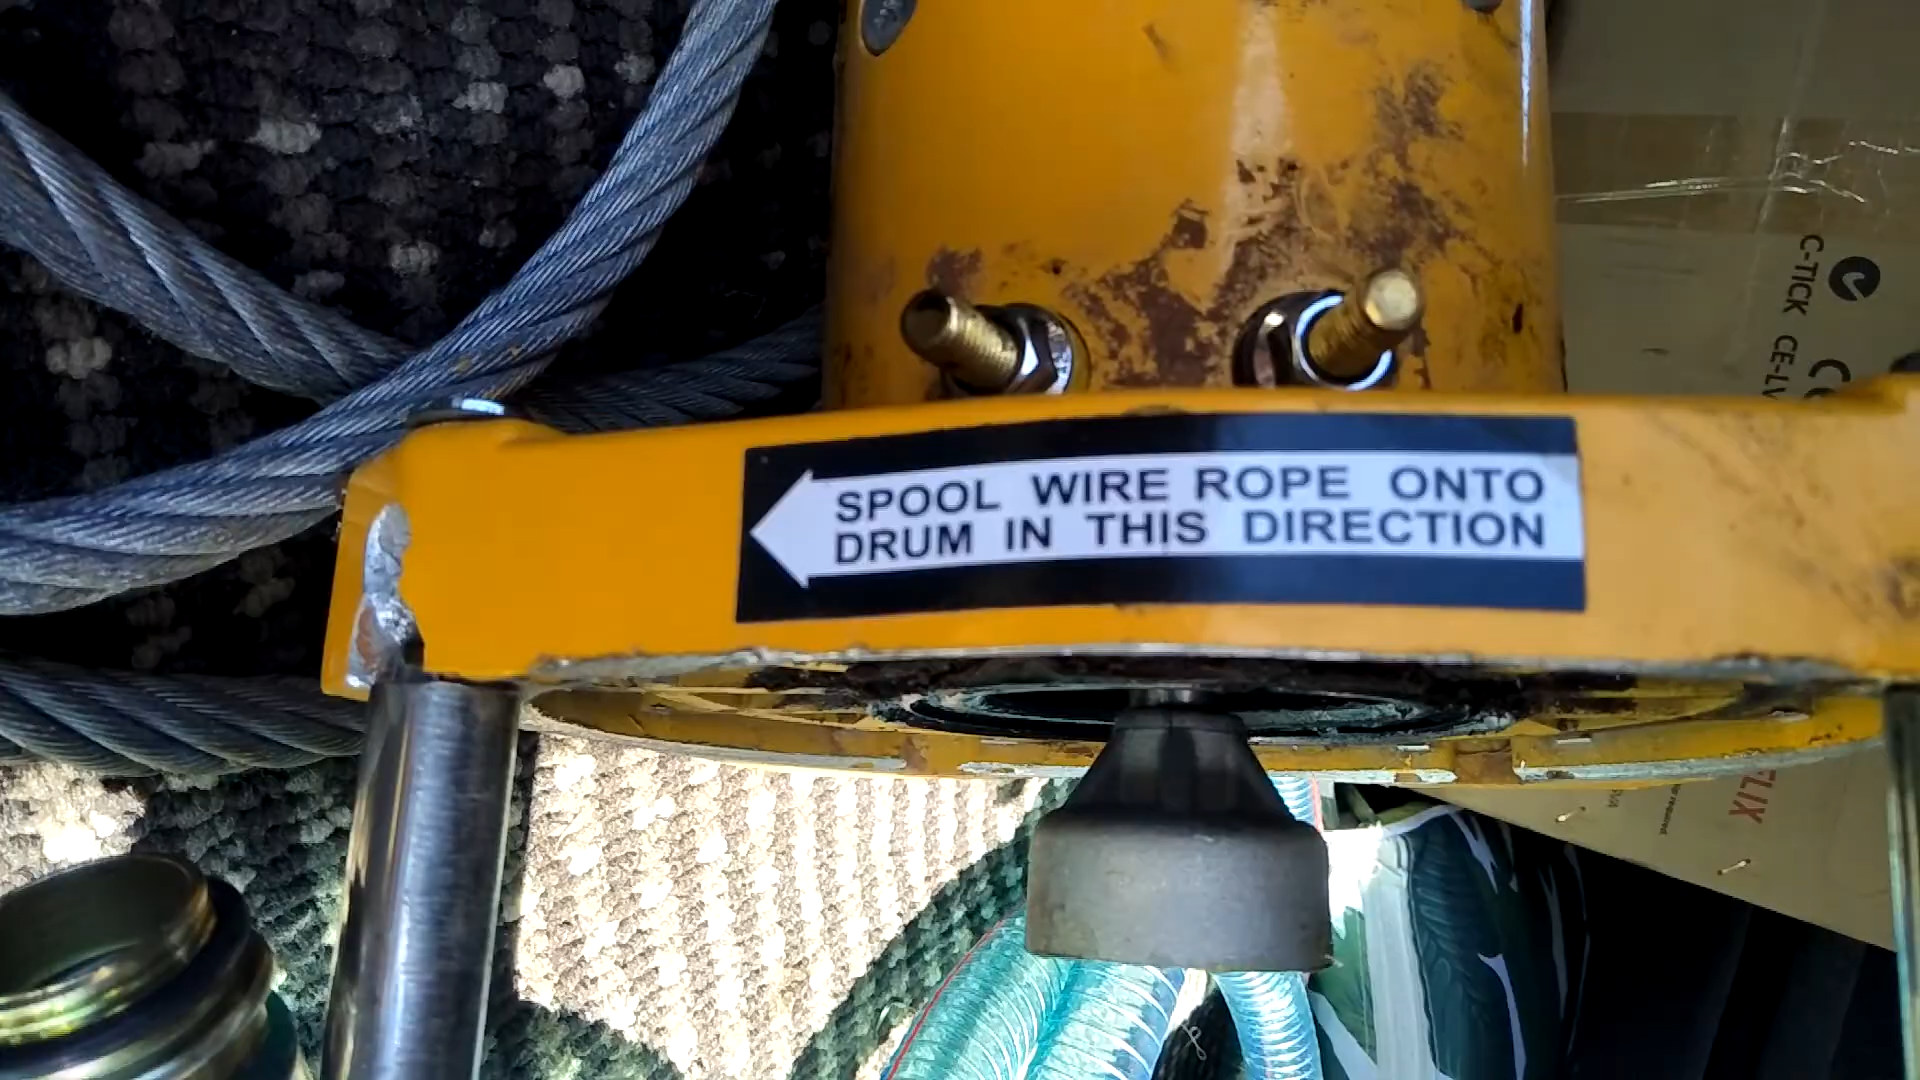 SPOOL WIRE ROPE ONTO
DRUM IN THIS DIRECTION
C-TICK